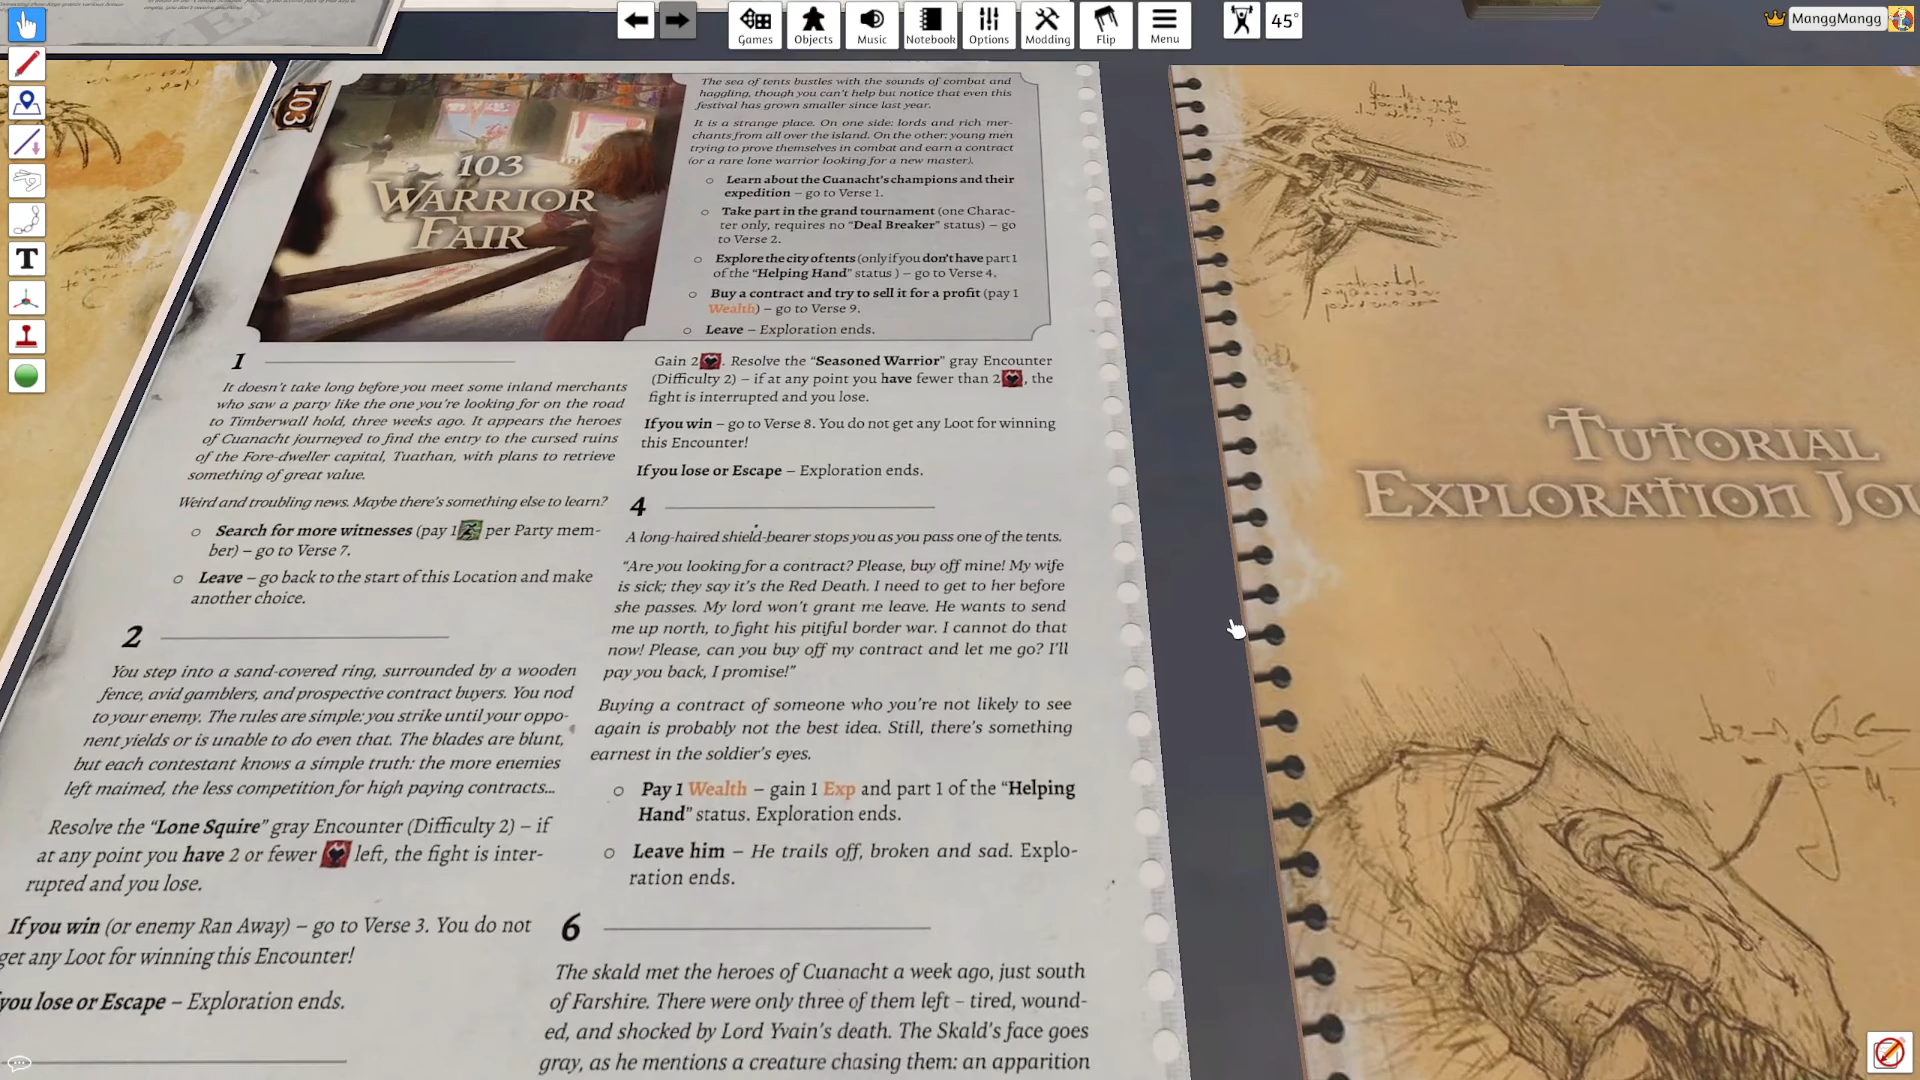 Games
Objects
Music
Notebook
Options
Modding
Flip
Menu
45°
ManggMangg
103
103
WARRIOR
FAIR
The sea of tents bustles with the sounds of combat and
haggling, though you can't help but notice that even this
festival has grown smaller since last year.
It is a strange place. On one side: lords and rich mer-
chants from all over the island. On the other: young men
trying to prove themselves in combat and earn a contract
(or a rare lone warrior looking for a new master).
Learn about the Cuanacht's champions and their
expedition – go to Verse 1.
Take part in the grand tournament (one Charac-
ter only, requires no "Deal Breaker" status) – go
to Verse 2.
Explore the city of tents (only if you don't have part 1
of the "Helping Hand" status ) – go to Verse 4.
Buy a contract and try to sell it for a profit (pay 1
Wealth) – go to Verse 9.
Leave – Exploration ends.
1
It doesn't take long before you meet some inland merchants
who saw a party like the one you're looking for on the road
to Timberwall hold, three weeks ago. It appears the heroes
of Cuanacht journeyed to find the entry to the cursed ruins
of the Fore-dweller capital, Tuathan, with plans to retrieve
something of great value.
Weird and troubling news. Maybe there's something else to learn?
Search for more witnesses (pay 1 per Party mem-
ber) – go to Verse 7.
Leave – go back to the start of this Location and make
another choice.
2
You step into a sand-covered ring, surrounded by a wooden
fence, avid gamblers, and prospective contract buyers. You nod
to your enemy. The rules are simple: you strike until your oppo-
nent yields or is unable to do even that. The blades are blunt,
but each contestant knows a simple truth: the more enemies
left maimed, the less competition for high paying contracts...
Resolve the "Lone Squire" gray Encounter (Difficulty 2) – if
at any point you have 2 or fewer left, the fight is inter-
rupted and you lose.
If you win (or enemy Ran Away) – go to Verse 3. You do not
get any Loot for winning this Encounter!
you lose or Escape – Exploration ends.
Gain 2. Resolve the "Seasoned Warrior" gray Encounter
(Difficulty 2) – if at any point you have fewer than 2, the
fight is interrupted and you lose.
If you win – go to Verse 8. You do not get any Loot for winning
this Encounter!
If you lose or Escape – Exploration ends.
4
A long-haired shield-bearer stops you as you pass one of the tents.
"Are you looking for a contract? Please, buy off mine! My wife
is sick; they say it's the Red Death. I need to get to her before
she passes. My lord won't grant me leave. He wants to send
me up north, to fight his pitiful border war. I cannot do that
now! Please, can you buy off my contract and let me go? I'll
pay you back, I promise!"
Buying a contract of someone who you're not likely to see
again is probably not the best idea. Still, there's something
earnest in the soldier's eyes.
Pay 1 Wealth – gain 1 Exp and part 1 of the "Helping
Hand" status. Exploration ends.
Leave him – He trails off, broken and sad. Explo-
ration ends.
6
The skald met the heroes of Cuanacht a week ago, just south
of Farshire. There were only three of them left – tired, wound-
ed, and shocked by Lord Yvain's death. The Skald's face goes
gray, as he mentions a creature chasing them: an apparition
TUTORIAL
EXPLORATION JOU